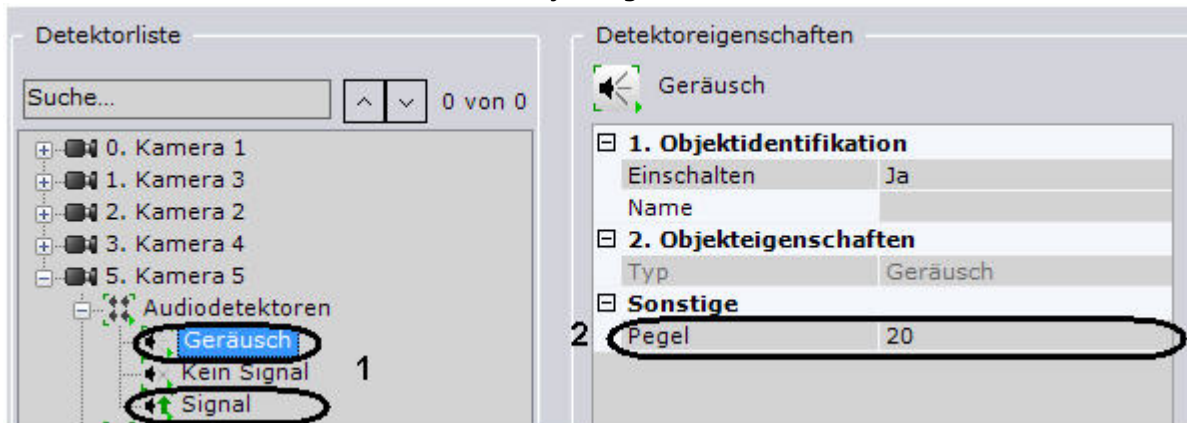 Detektorliste
Suche...
0 von 0
0. Kamera 1
1. Kamera 3
2. Kamera 2
3. Kamera 4
5. Kamera 5
Audiodetektoren
Geräusch
Kein Signal
1
Signal
Detektoreigenschaften
Geräusch
1. Objektidentifikation
Einschalten Ja
Name
2. Objekteigenschaften
Typ Geräusch
Sonstige
2 Pegel 20